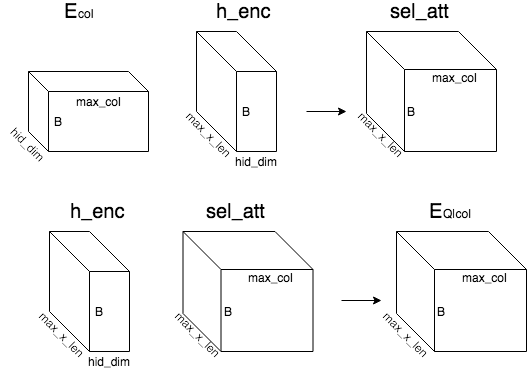 Ecol h_enc sel_att
max_col
B
hid_dim
B
max_x_len
hid_dim
max_col
B
max_x_len
h_enc sel_att EQlcol
B
max_x_len
hid_dim
max_col
B
max_x_len
max_col
B
max_x_len